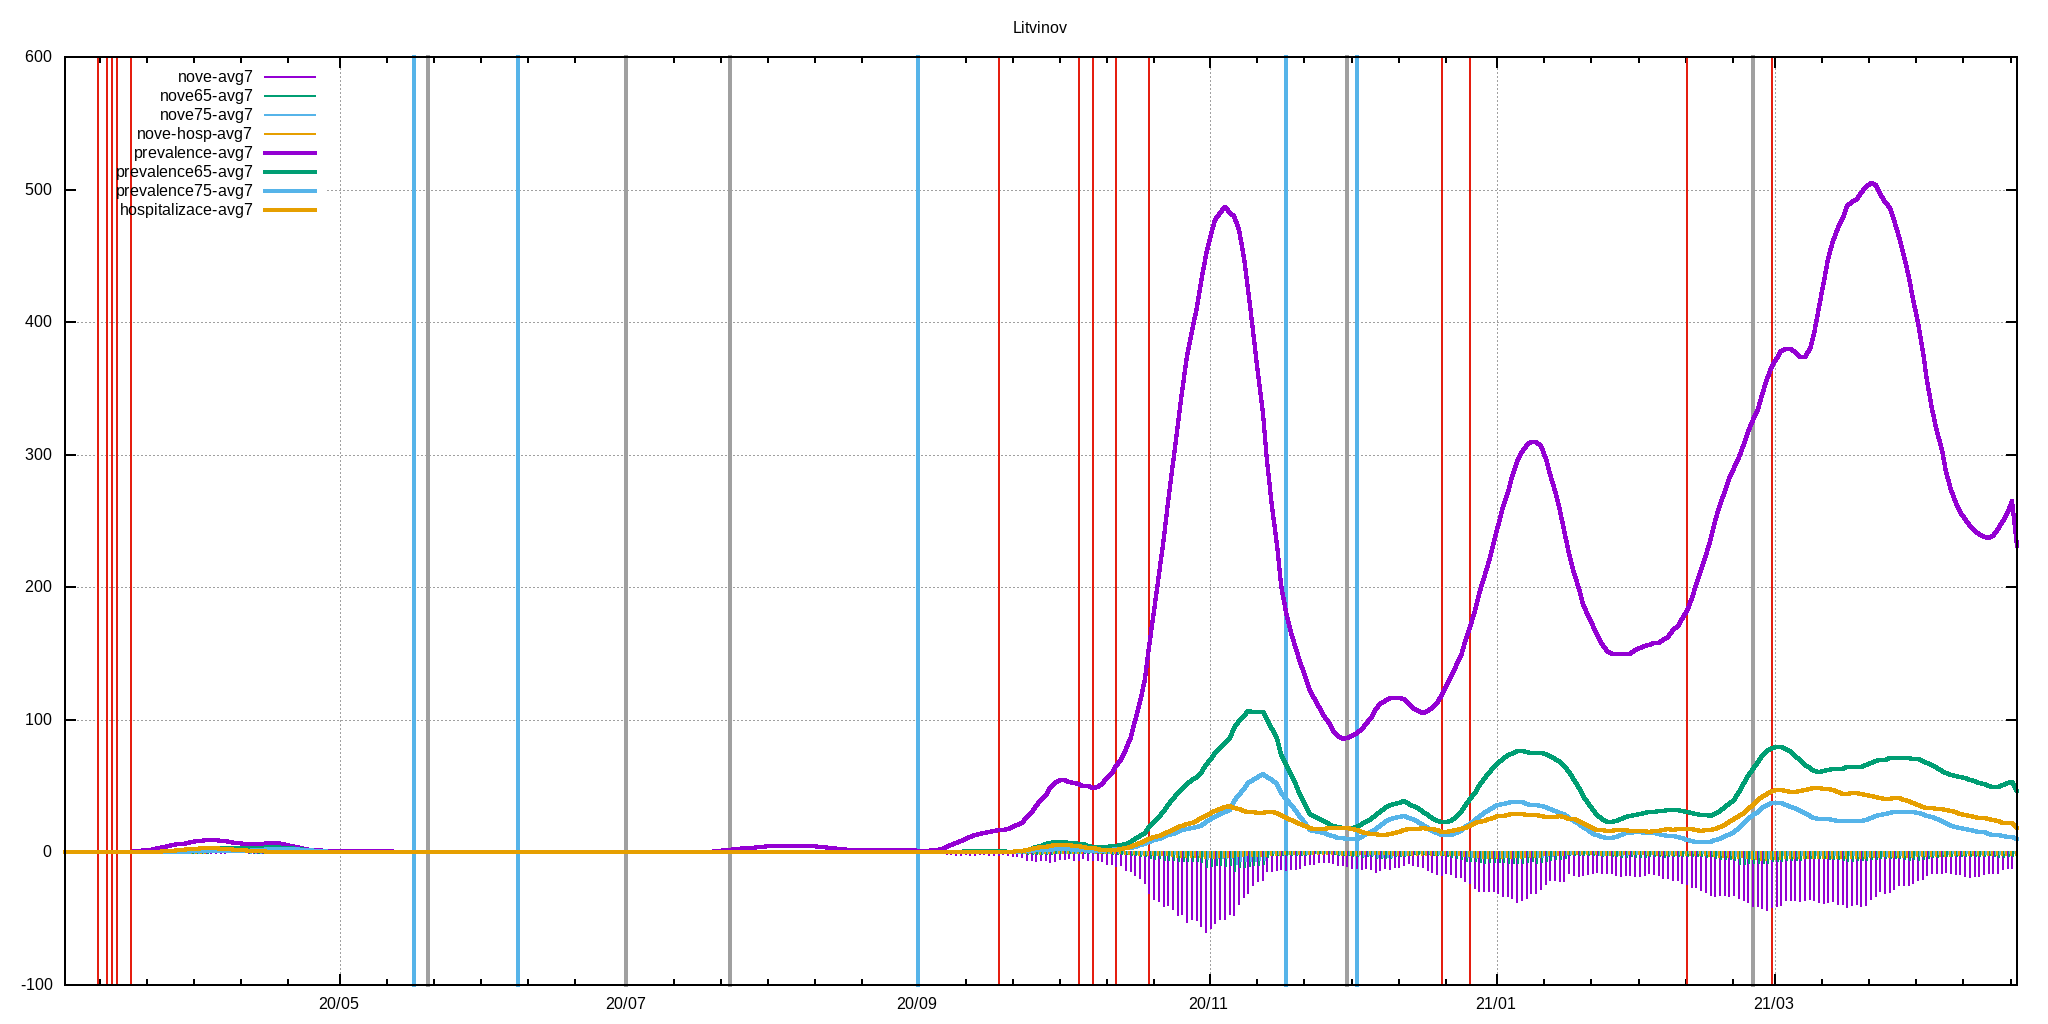 Litvinov
600
500
400
300
200
100
0
-100
nove-avg7
nove65-avg7
nove75-avg7
nove-hosp-avg7
prevalence-avg7
prevalence65-avg7
prevalence75-avg7
hospitalizace-avg7
20/05 20/07 20/09 20/11 21/01 21/03